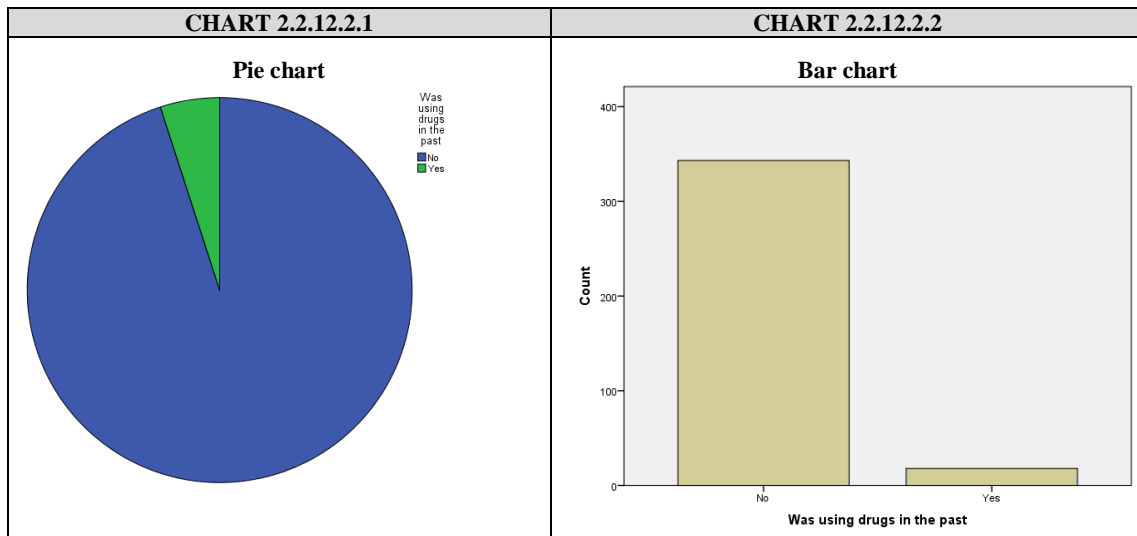 CHART 2.2.12.2.1
CHART 2.2.12.2.2
Pie chart
Was
using
drugs
in the
past
No
Yes
Bar chart
400
300
200
100
0
Count
No
Yes
Was using drugs in the past